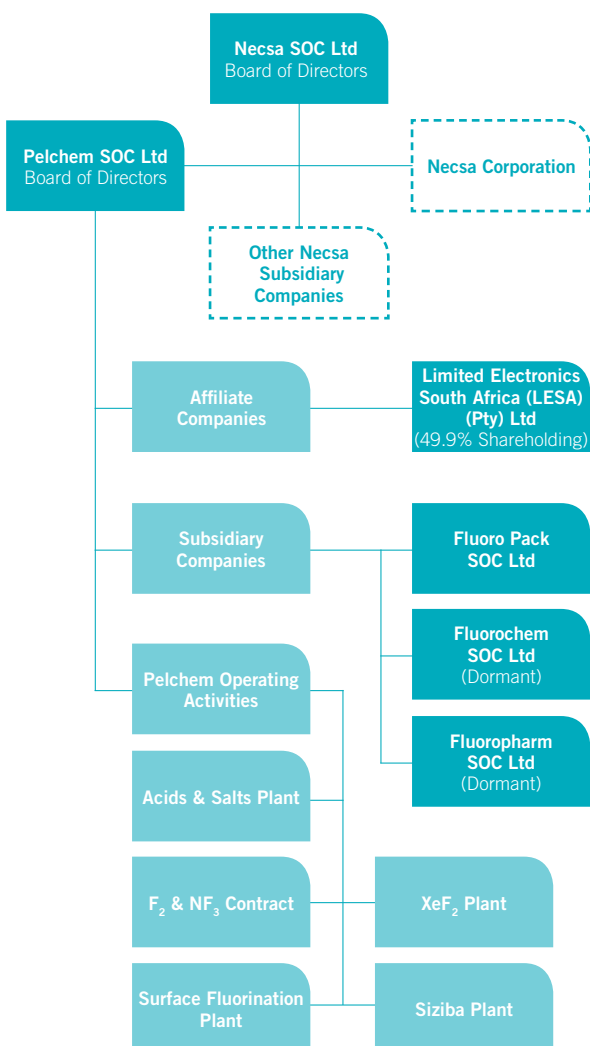 Necsa SOC Ltd
Board of Directors
Pelchem SOC Ltd
Board of Directors
Necsa Corporation
Other Necsa
Subsidiary
Companies
Affiliate
Companies
Limited Electronics
South Africa (LESA)
(Pty) Ltd
(49.9% Shareholding)
Subsidiary
Companies
Fluoro Pack
SOC Ltd
Fluorochem
SOC Ltd
(Dormant)
Fluoropharm
SOC Ltd
(Dormant)
Pelchem Operating
Activities
Acids & Salts Plant
F₂ & NF₃ Contract
XeF₂ Plant
Surface Fluorination
Plant
Siziba Plant